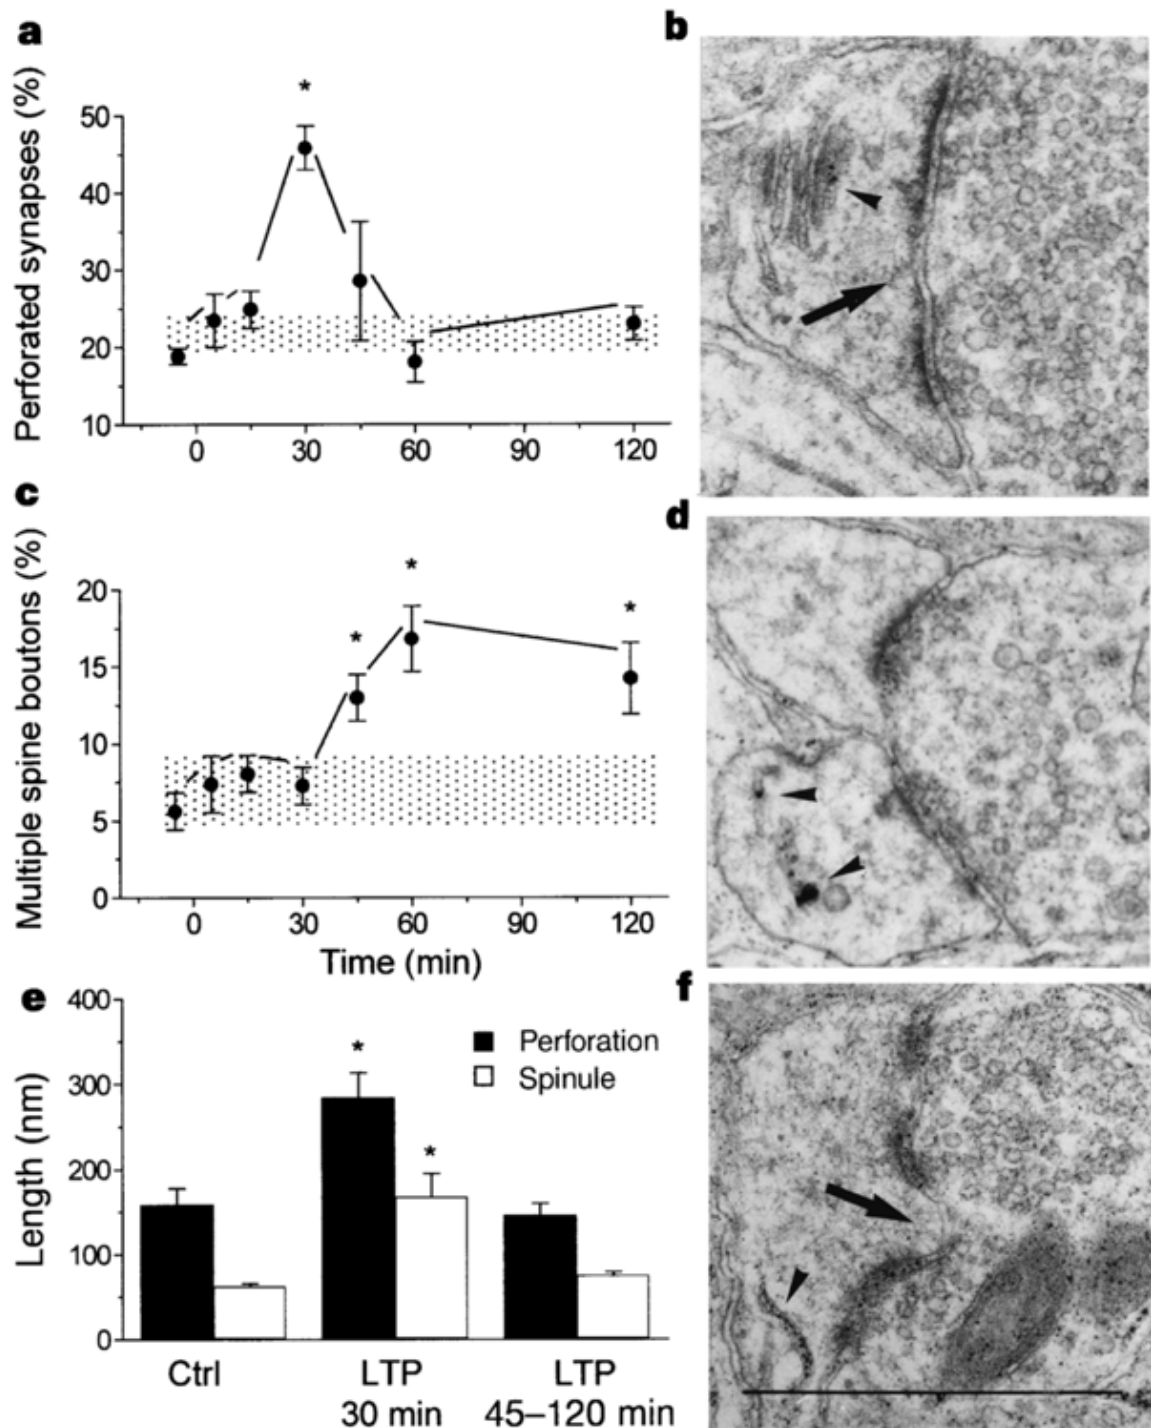 a
Perforated synapses (%)
*
50
40
30
20
10
0 30 60 90 120
b
c
Multiple spine boutons (%)
* * *
20
15
10
5
0
0 30 60 90 120
Time (min)
d
e
Length (nm)
400
300
200
100
0
Perforation
Spinule
* *
Ctrl LTP LTP
30 min 45–120 min
f